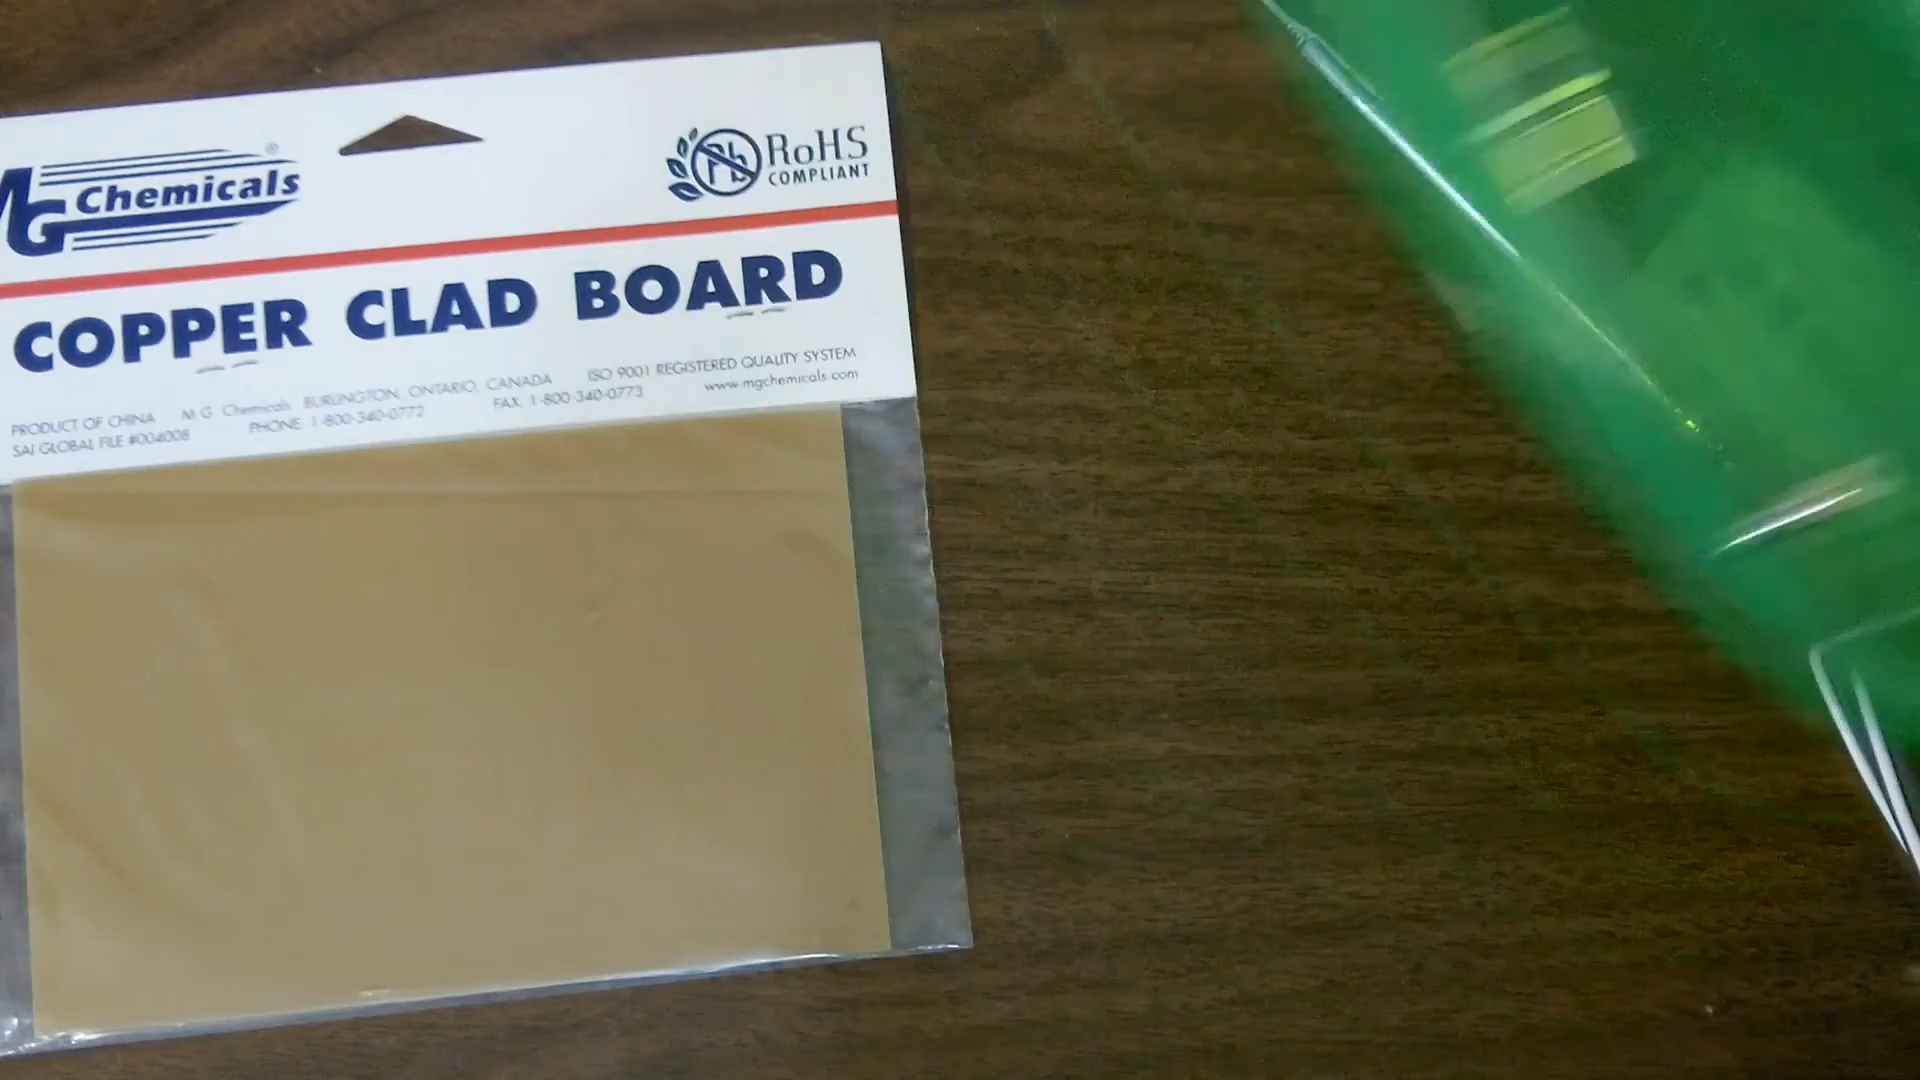 MG Chemicals ®
Pb RoHS
COMPLIANT
COPPER CLAD BOARD
PRODUCT OF CHINA M G Chemicals BURLINGTON, ONTARIO, CANADA ISO 9001 REGISTERED QUALITY SYSTEM
SAI GLOBAL FILE #004008 PHONE 1-800-340-0772 FAX. 1-800-340-0773 www.mgchemicals.com